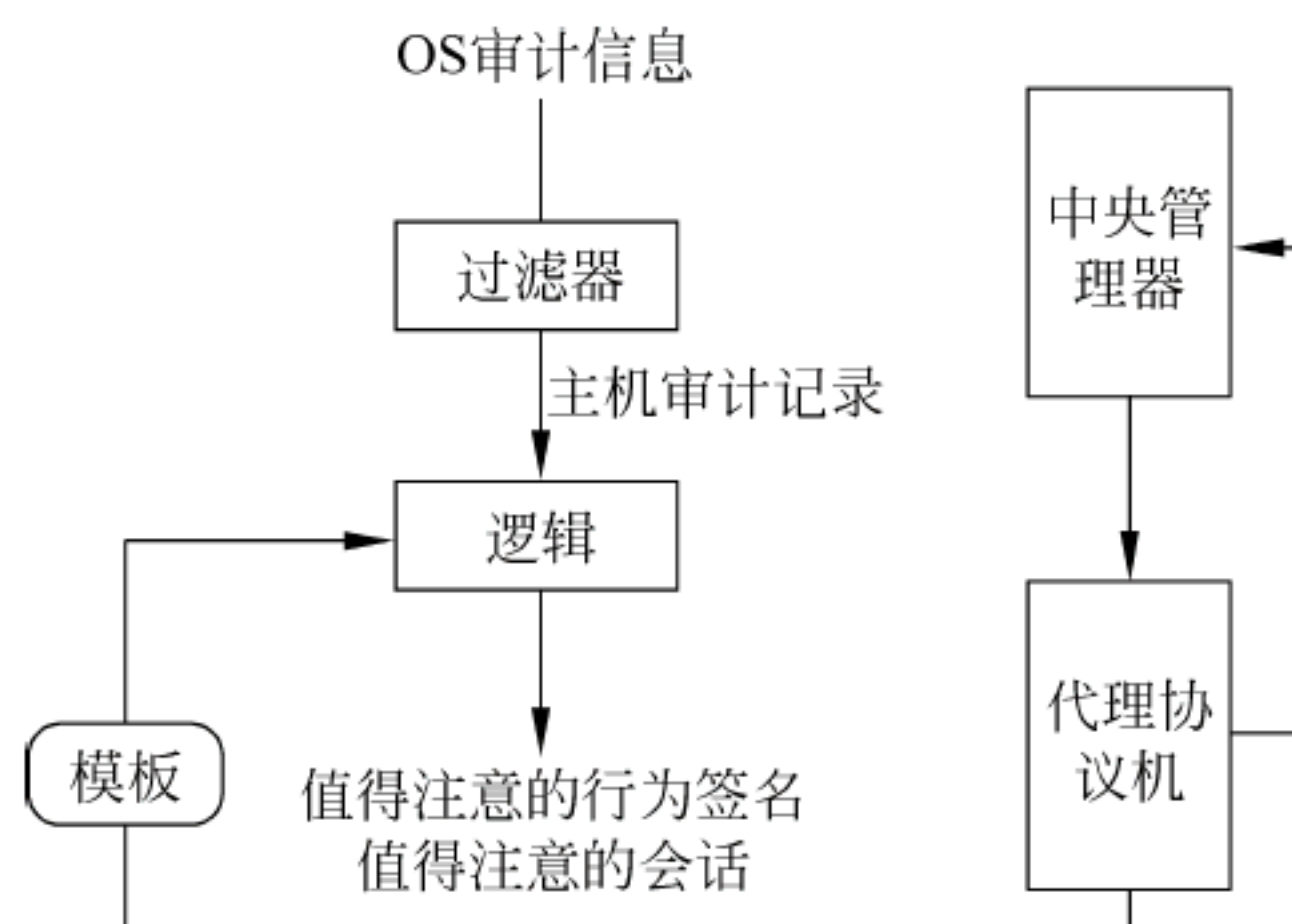 OS审计信息
过滤器
主机审计记录
逻辑
模板
值得注意的行为签名
值得注意的会话
中央管
理器
代理协
议机